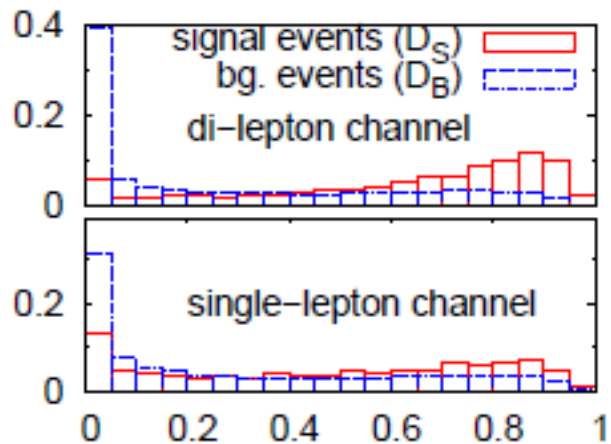 0.4
signal events (D_S)
bg. events (D_B)
0.2
di-lepton channel
0
0.2
single-lepton channel
0
0 0.2 0.4 0.6 0.8 1